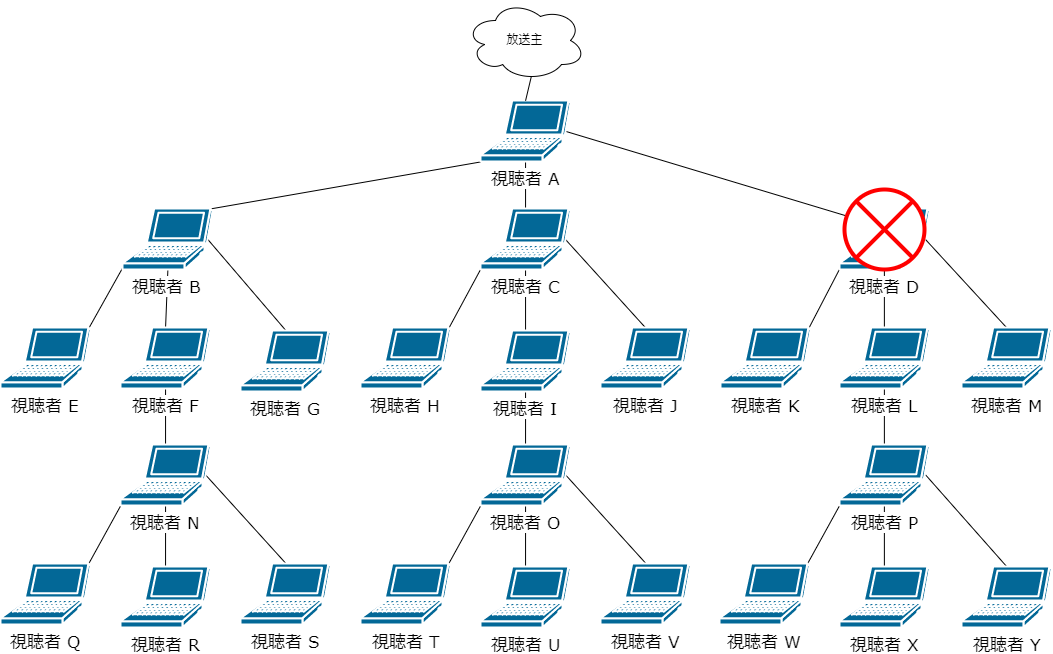 放送主
視聴者 A
視聴者 B
視聴者 C
視聴者 D
視聴者 E
視聴者 F
視聴者 G
視聴者 H
視聴者 I
視聴者 J
視聴者 K
視聴者 L
視聴者 M
視聴者 N
視聴者 O
視聴者 P
視聴者 Q
視聴者 R
視聴者 S
視聴者 T
視聴者 U
視聴者 V
視聴者 W
視聴者 X
視聴者 Y